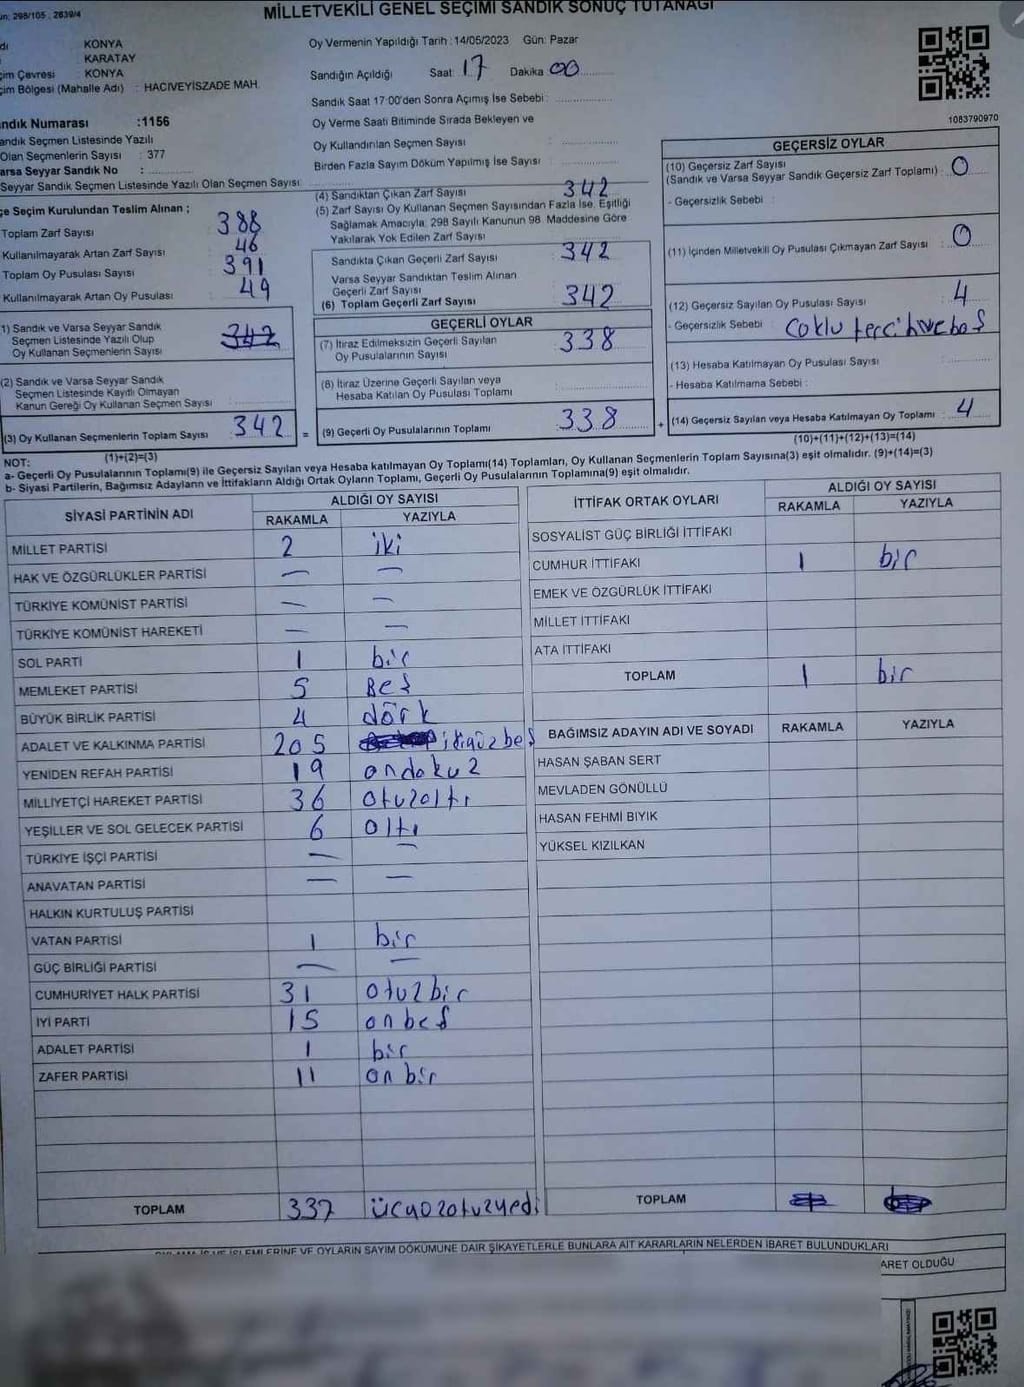 un: 298/105 2639/4
MİLLETVEKİLİ GENEL SEÇİMİ SANDIK SONUÇ TUTANAĞI
dı KONYA
KARATAY
çim Çevresi KONYA
çim Bölgesi (Mahalle Adı) : HACIVEYİSZADE MAH.
ndık Numarası :1156
andık Seçmen Listesinde Yazılı
Olan Seçmenlerin Sayısı : 377
arsa Seyyar Sandık No :
Seyyar Sandık Seçmen Listesinde Yazılı Olan Seçmen Sayısı
Oy Vermenin Yapıldığı Tarih :14/05/2023 Gün: Pazar
Sandığın Açıldığı Saat: 17 Dakika 00
Sandık Saat 17:00'den Sonra Açımış İse Sebebi :
Oy Verme Saati Bitiminde Sırada Bekleyen ve
Oy Kullandırılan Seçmen Sayısı :
Birden Fazla Sayım Döküm Yapılmış İse Sayısı :
1083790970
çe Seçim Kurulundan Teslim Alınan ;
Toplam Zarf Sayısı 388
Kullanılmayarak Artan Zarf Sayısı 46
Toplam Oy Pusulası Sayısı 391
Kullanılmayarak Artan Oy Pusulası 49
1) Sandık ve Varsa Seyyar Sandık
Seçmen Listesinde Yazılı Olup
Oy Kullanan Seçmenlerin Sayısı 342
(2) Sandık ve Varsa Seyyar Sandık
Seçmen Listesinde Kayıtlı Olmayan
Kanun Gereği Oy Kullanan Seçmen Sayısı
(3) Oy Kullanan Seçmenlerin Toplam Sayısı 342 =
(1)+(2)=(3)
(4) Sandıktan Çıkan Zarf Sayısı 342
(5) Zarf Sayısı Oy Kullanan Seçmen Sayısından Fazla İse, Eşitliği
Sağlamak Amacıyla 298 Sayılı Kanunun 98. Maddesine Göre
Yakılarak Yok Edilen Zarf Sayısı
Sandıkta Çıkan Geçerli Zarf Sayısı 342
Varsa Seyyar Sandıktan Teslim Alınan
Geçerli Zarf Sayısı
(6) Toplam Geçerli Zarf Sayısı 342
GEÇERLİ OYLAR
(7) İtiraz Edilmeksizin Geçerli Sayılan
Oy Pusulalarının Sayısı 338
(8) İtiraz Üzerine Geçerli Sayılan veya
Hesaba Katılan Oy Pusulası Toplamı
(9) Geçerli Oy Pusulalarının Toplamı 338 +
GEÇERSİZ OYLAR
(10) Geçersiz Zarf Sayısı
(Sandık ve Varsa Seyyar Sandık Geçersiz Zarf Toplamı) : 0
- Geçersizlik Sebebi :
(11) İçinden Milletvekili Oy Pusulası Çıkmayan Zarf Sayısı : 0
(12) Geçersiz Sayılan Oy Pusulası Sayısı : 4
- Geçersizlik Sebebi : Coklu tercih ve boş
(13) Hesaba Katılmayan Oy Pusulası Sayısı :
- Hesaba Katılmama Sebebi :
(14) Geçersiz Sayılan veya Hesaba Katılmayan Oy Toplamı 4
(10)+(11)+(12)+(13)=(14)
NOT:
a- Geçerli Oy Pusulalarının Toplamı(9) ile Geçersiz Sayılan veya Hesaba katılmayan Oy Toplamı(14) Toplamları, Oy Kullanan Seçmenlerin Toplam Sayısına(3) eşit olmalıdır. (9)+(14)=(3)
b- Siyasi Partilerin, Bağımsız Adayların ve İttifakların Aldığı Ortak Oyların Toplamı, Geçerli Oy Pusulalarının Toplamına(9) eşit olmalıdır.
SİYASİ PARTİNİN ADI ALDIĞI OY SAYISI
RAKAMLA YAZIYLA
MİLLET PARTİSİ 2 iki
HAK VE ÖZGÜRLÜKLER PARTİSİ — —
TÜRKİYE KOMÜNİST PARTİSİ — —
TÜRKİYE KOMÜNİST HAREKETİ — —
SOL PARTİ 1 bir
MEMLEKET PARTİSİ 5 Beş
BÜYÜK BİRLİK PARTİSİ 4 dört
ADALET VE KALKINMA PARTİSİ 205 ikiyüzbeş
YENİDEN REFAH PARTİSİ 19 ondokuz
MİLLİYETÇİ HAREKET PARTİSİ 36 otuzaltı
YEŞİLLER VE SOL GELECEK PARTİSİ 6 altı
TÜRKİYE İŞÇİ PARTİSİ — —
ANAVATAN PARTİSİ — —
HALKIN KURTULUŞ PARTİSİ
VATAN PARTİSİ 1 bir
GÜÇ BİRLİĞİ PARTİSİ — —
CUMHURİYET HALK PARTİSİ 31 otuzbir
İYİ PARTİ 15 onbeş
ADALET PARTİSİ 1 bir
ZAFER PARTİSİ 11 on bir
TOPLAM 337 üçyüzotuzyedi
İTTİFAK ORTAK OYLARI ALDIĞI OY SAYISI
RAKAMLA YAZIYLA
SOSYALİST GÜÇ BİRLİĞİ İTTİFAKI
CUMHUR İTTİFAKI 1 bir
EMEK VE ÖZGÜRLÜK İTTİFAKI
MİLLET İTTİFAKI
ATA İTTİFAKI
TOPLAM 1 bir
BAĞIMSIZ ADAYIN ADI VE SOYADI RAKAMLA YAZIYLA
HASAN ŞABAN SERT
MEVLADEN GÖNÜLLÜ
HASAN FEHMİ BIYIK
YÜKSEL KIZILKAN
TOPLAM
İŞLEMLERİNE VE OYLARIN SAYIM DÖKÜMÜNE DAİR ŞİKAYETLERLE BUNLARA AİT KARARLARIN NELERDEN İBARET BULUNDUKLARI
ARET OLDUĞU